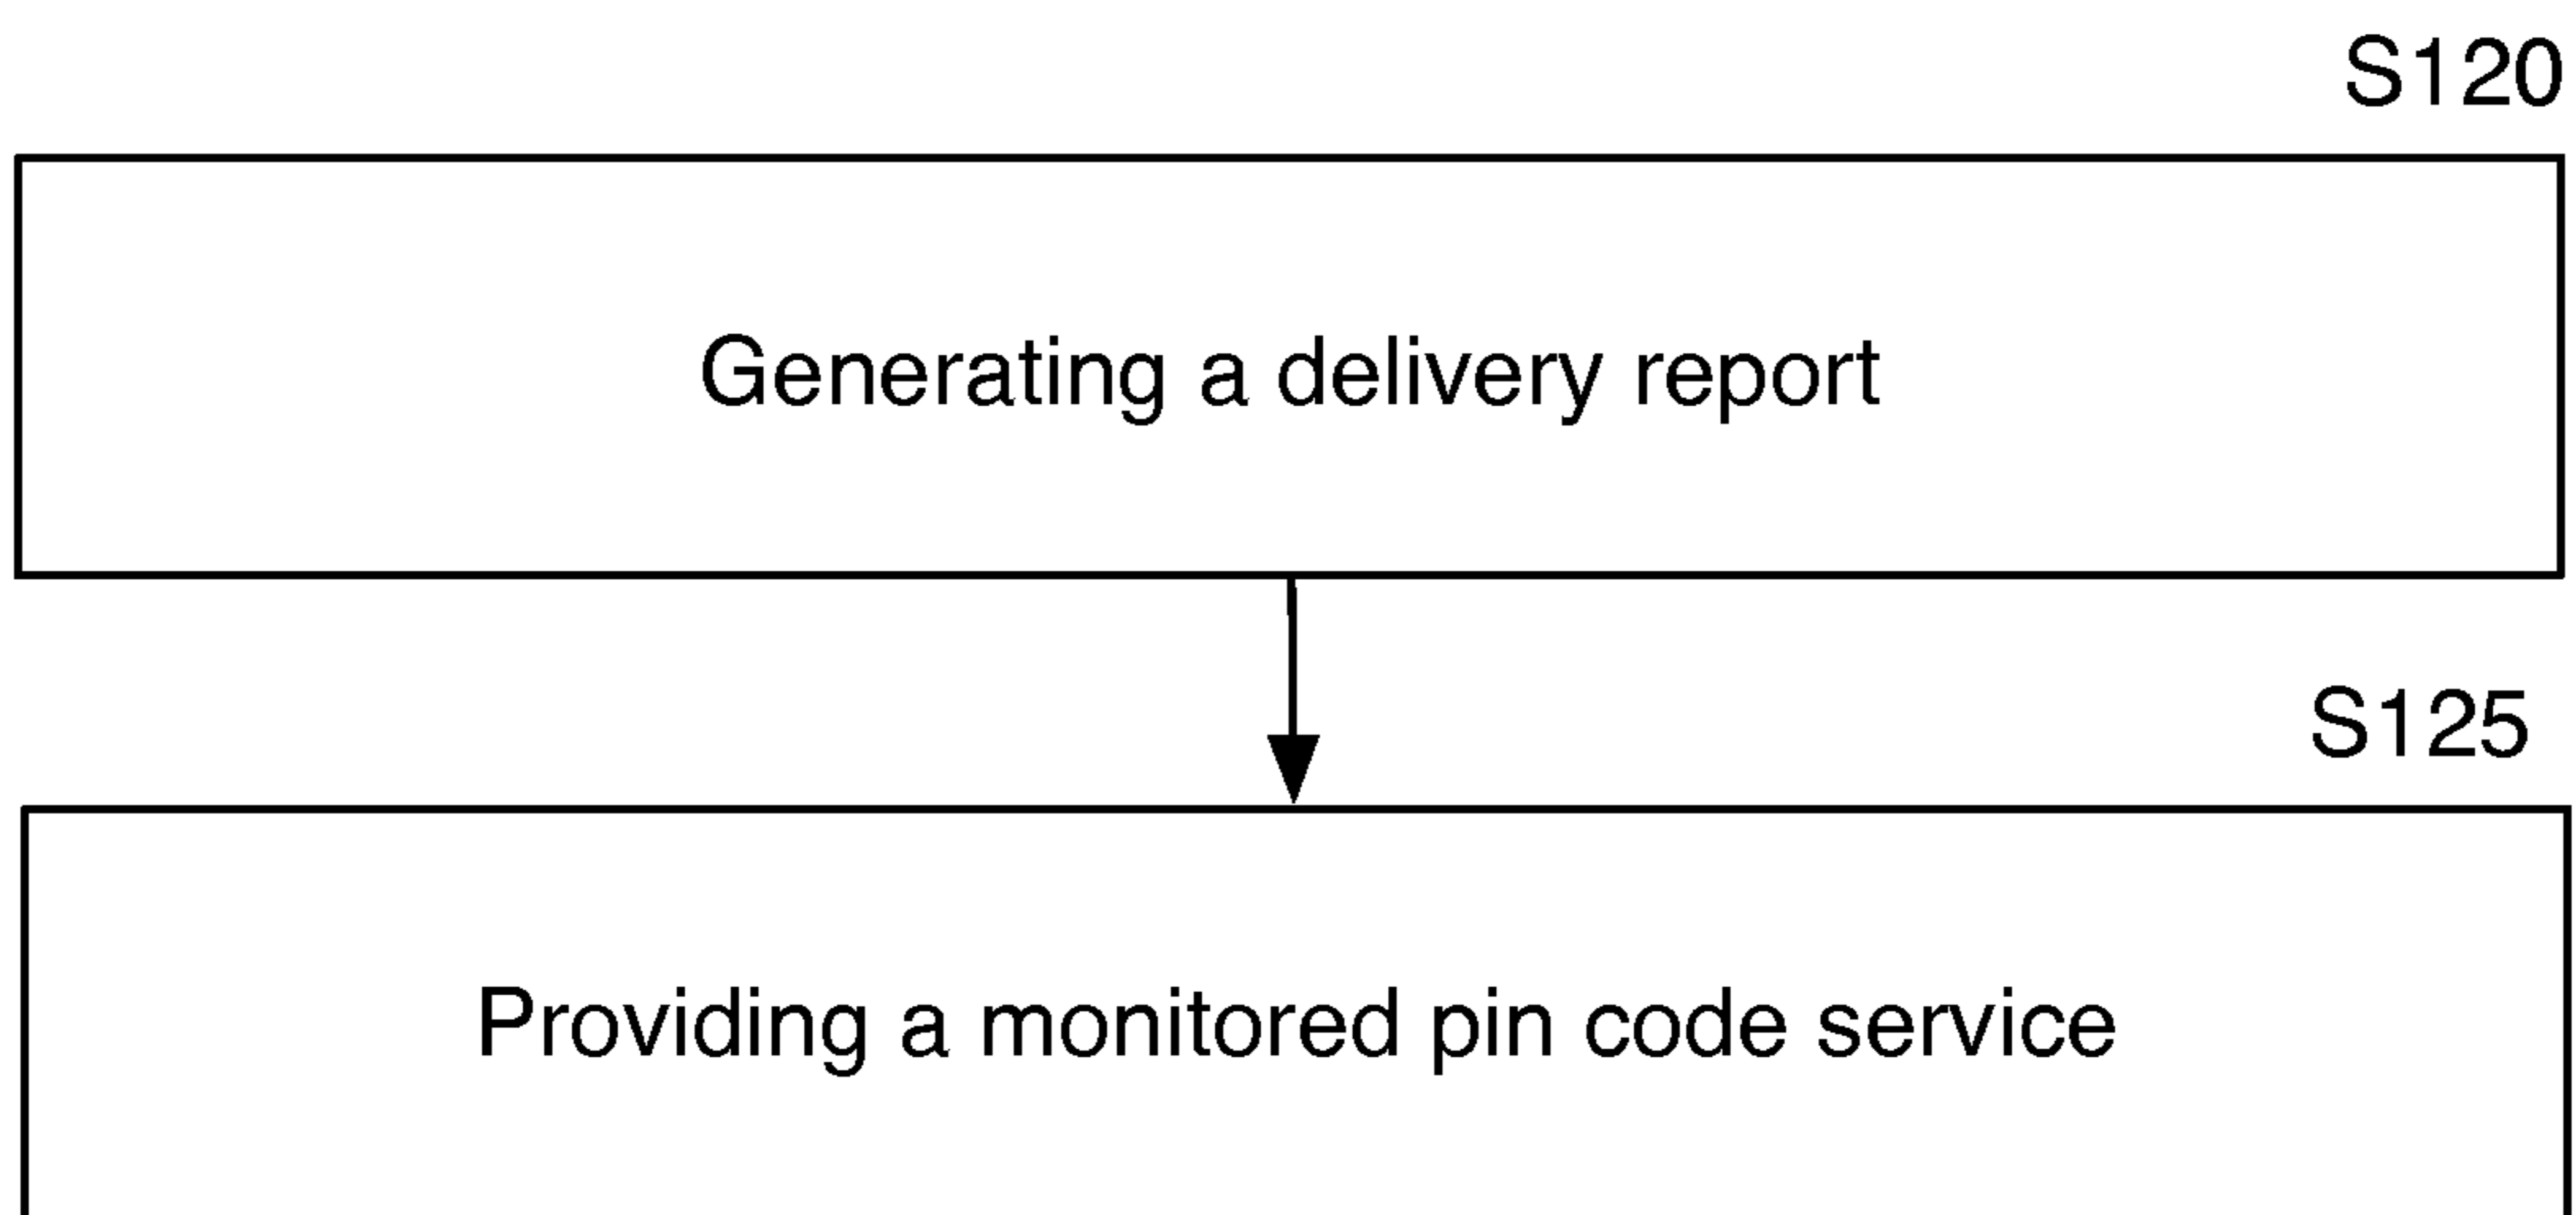 S120
Generating a delivery report
S125
Providing a monitored pin code service